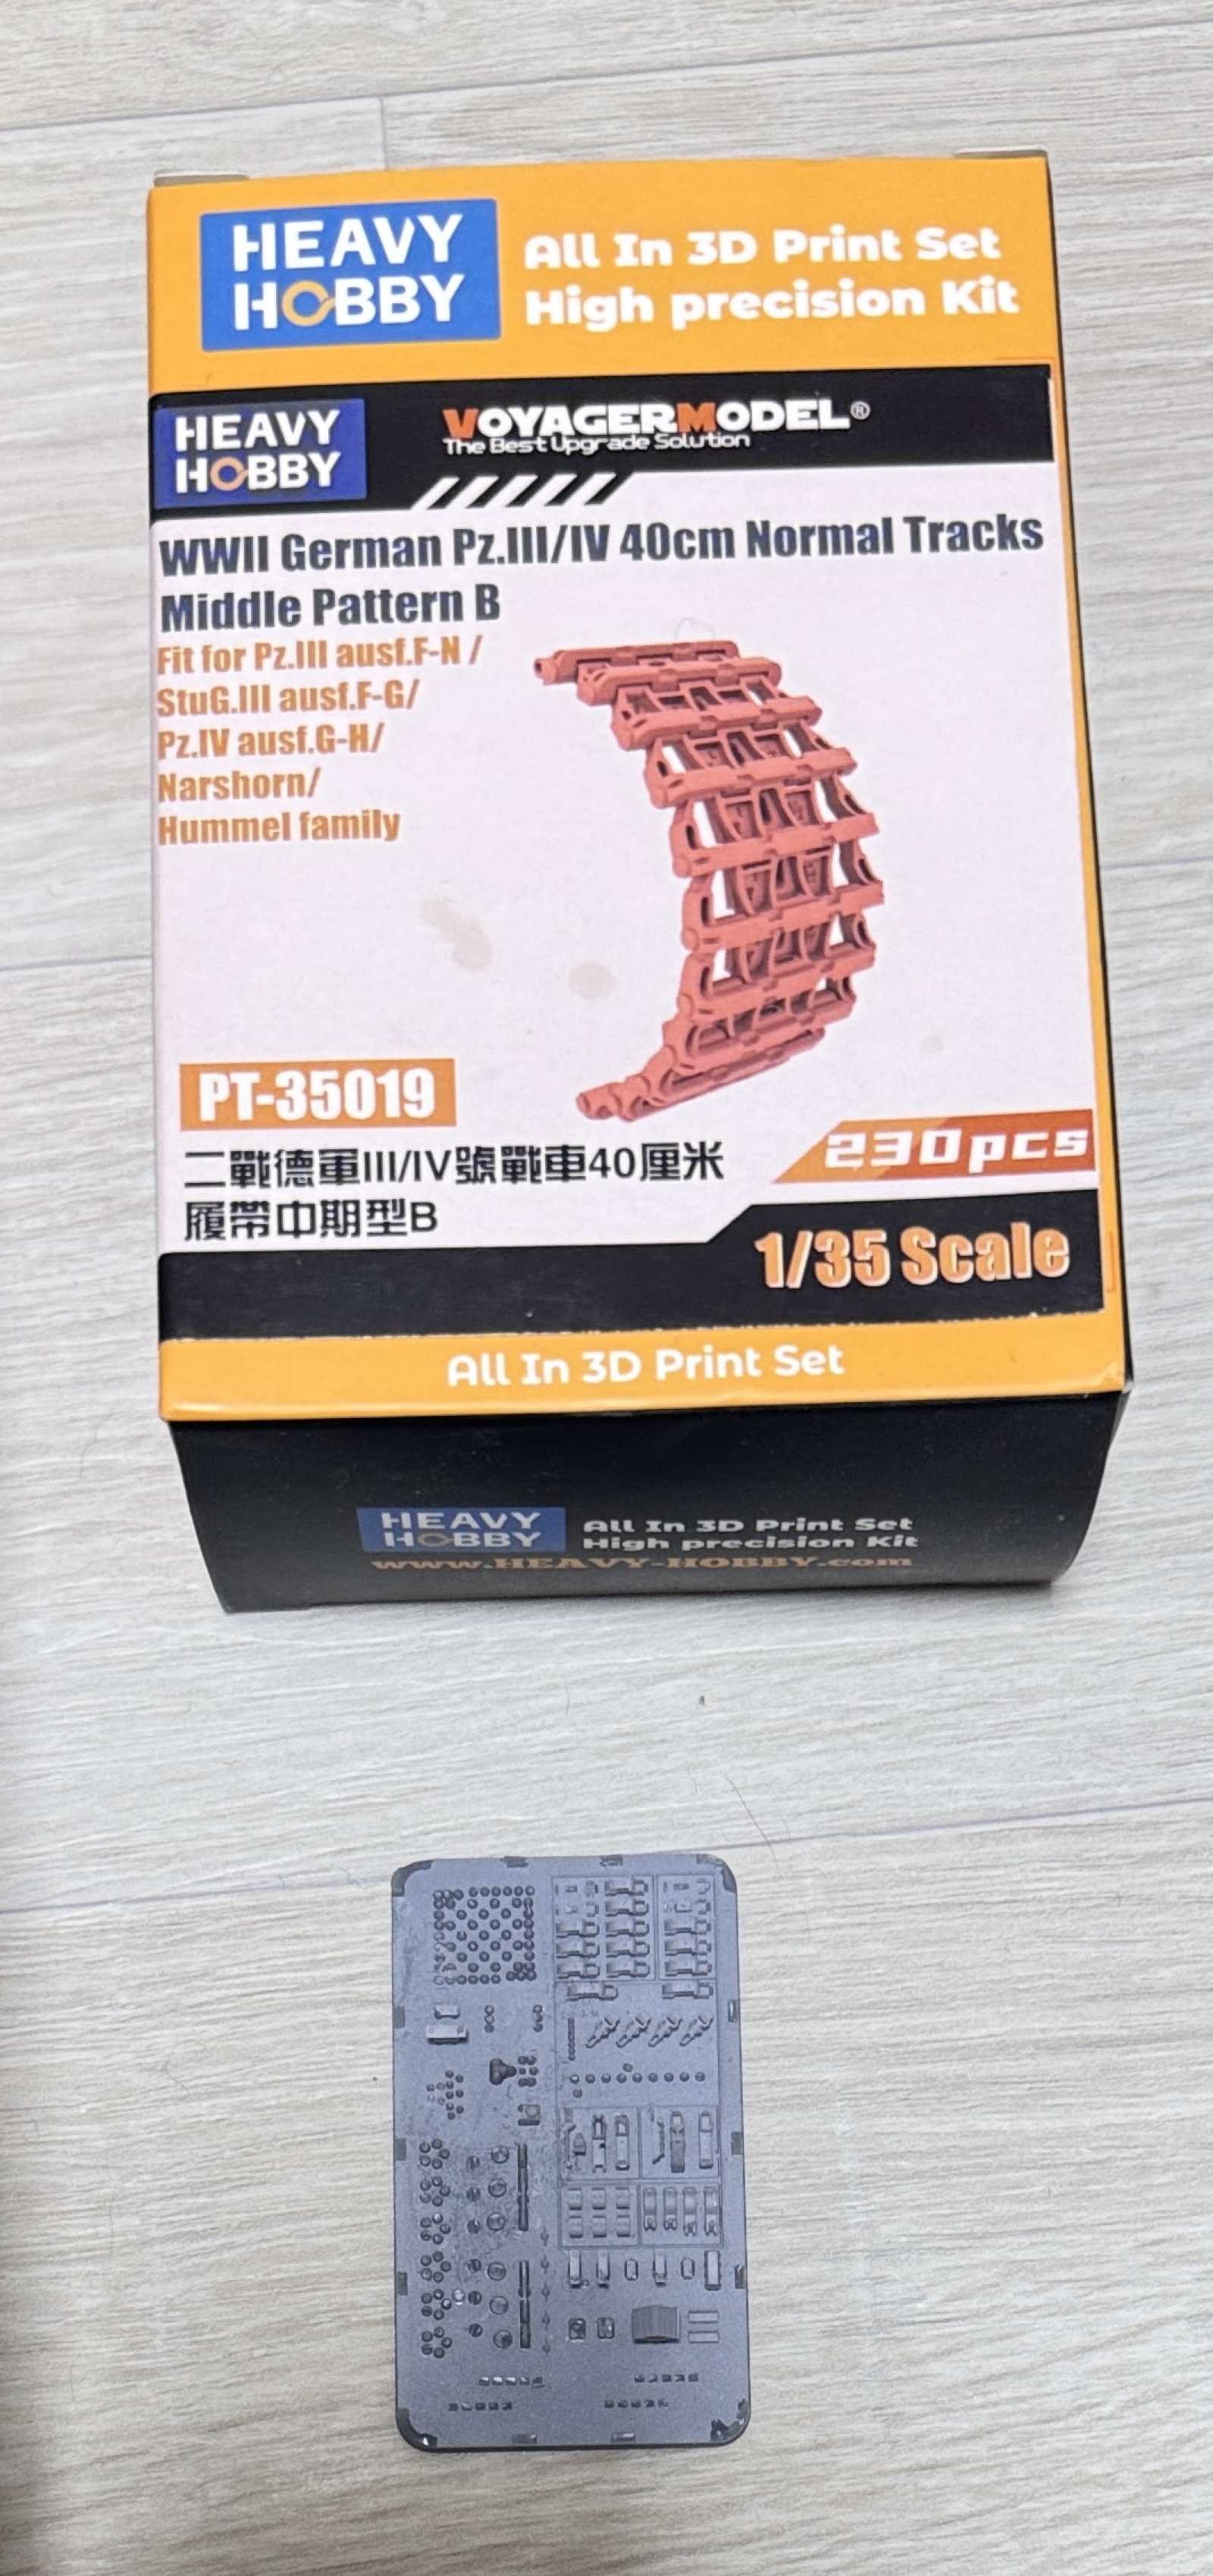 HEAVY
HOBBY
All In 3D Print Set
High precision Kit
HEAVY
HOBBY
VOYAGERMODEL®
The Best Upgrade Solution
WWII German Pz.III/IV 40cm Normal Tracks
Middle Pattern B
Fit for Pz.III ausf.F-N /
StuG.III ausf.F-G/
Pz.IV ausf.G-H/
Narshorn/
Hummel family
PT-35019
二戰德軍III/IV號戰車40厘米
履帶中期型B
230pcs
1/35 Scale
All In 3D Print Set
HEAVY
HOBBY
All In 3D Print Set
High precision Kit
www.HEAVY-HOBBY.com